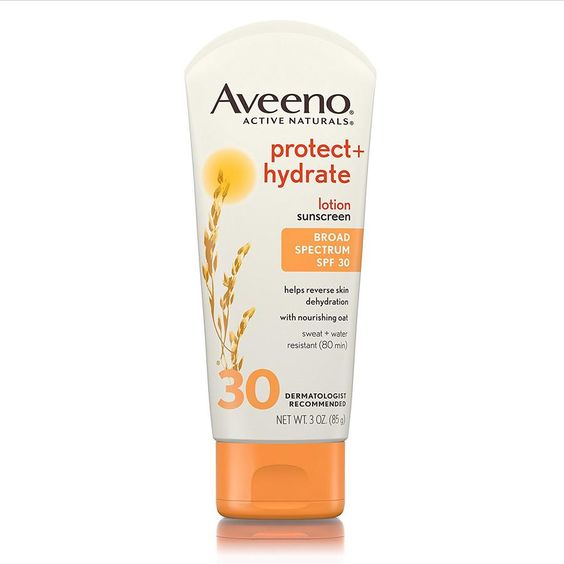 Aveeno®
ACTIVE NATURALS®
protect+
hydrate
lotion
sunscreen
BROAD
SPECTRUM
SPF 30
helps reverse skin
dehydration
with nourishing oat
sweat + water
resistant (80 min)
30
DERMATOLOGIST
RECOMMENDED
NET WT. 3 OZ. (85g)